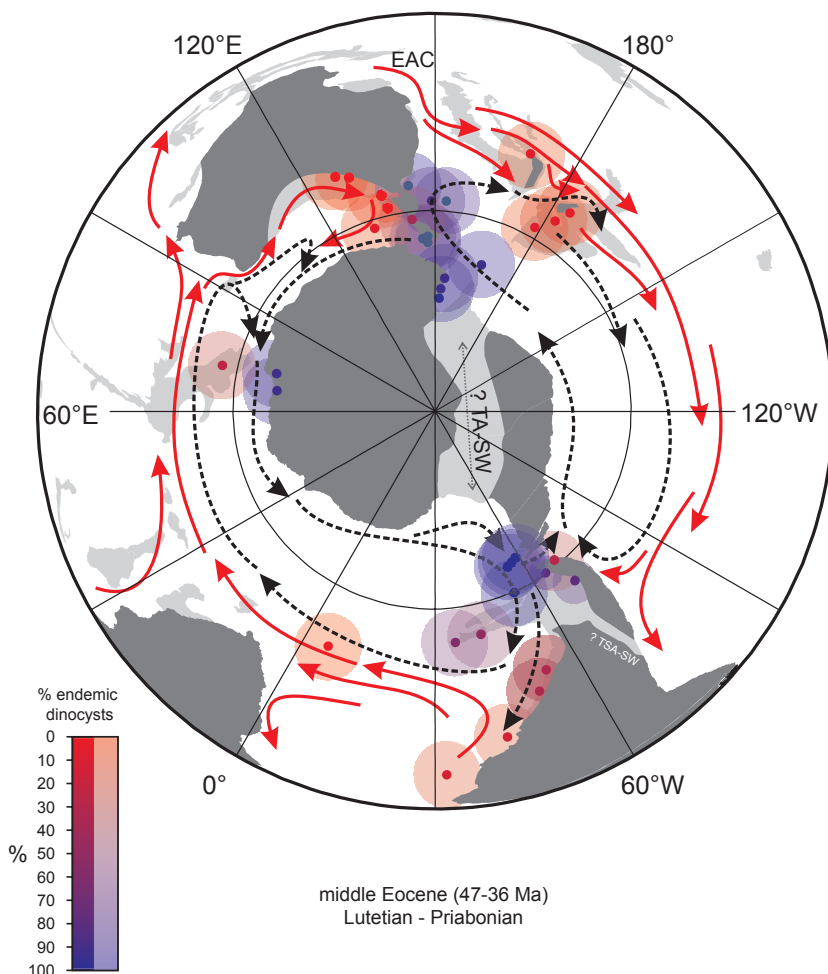 120°E
EAC
180°
60°E
? TA-SW
120°W
? TSA-SW
% endemic
dinocysts
0
10
20
30
40
50
60
70
80
90
100
%
0°
60°W
middle Eocene (47-36 Ma)
Lutetian - Priabonian